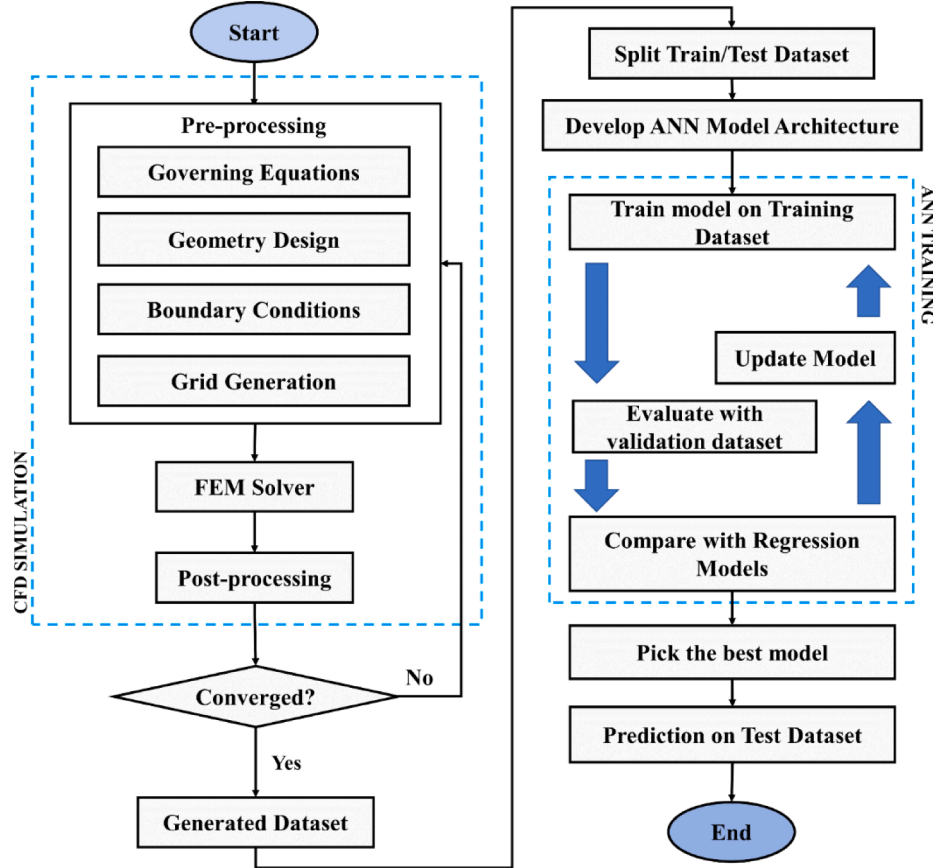 Start
Pre-processing
Governing Equations
Geometry Design
Boundary Conditions
Grid Generation
FEM Solver
Post-processing
CFD SIMULATION
Converged?
No
Yes
Generated Dataset
Split Train/Test Dataset
Develop ANN Model Architecture
Train model on Training
Dataset
Update Model
Evaluate with
validation dataset
Compare with Regression
Models
ANN TRAINING
Pick the best model
Prediction on Test Dataset
End